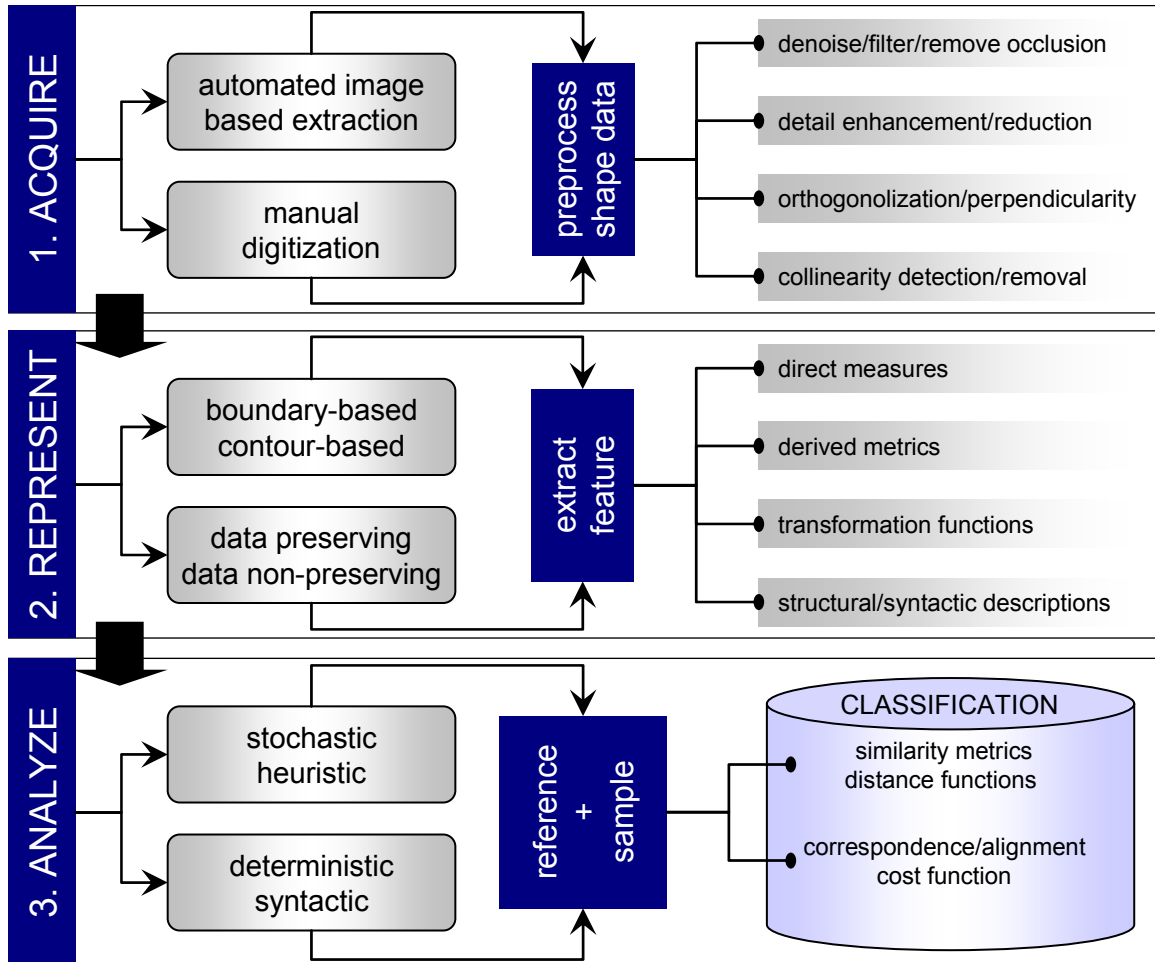 1. ACQUIRE
automated image
based extraction
manual
digitization
preprocess
shape data
denoise/filter/remove occlusion
detail enhancement/reduction
orthogonolization/perpendicularity
collinearity detection/removal
2. REPRESENT
boundary-based
contour-based
data preserving
data non-preserving
extract
feature
direct measures
derived metrics
transformation functions
structural/syntactic descriptions
3. ANALYZE
stochastic
heuristic
deterministic
syntactic
reference
+
sample
CLASSIFICATION
similarity metrics
distance functions
correspondence/alignment
cost function